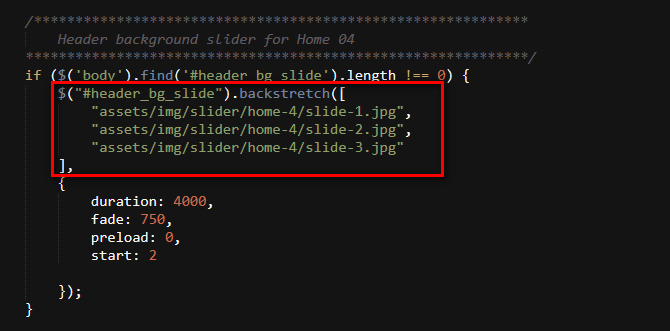 /************************************************************
Header background slider for Home 04
*************************************************************/
if ($('body').find('#header_bg_slide').length !== 0) {
$("#header_bg_slide").backstretch([
"assets/img/slider/home-4/slide-1.jpg",
"assets/img/slider/home-4/slide-2.jpg",
"assets/img/slider/home-4/slide-3.jpg"
],
{
duration: 4000,
fade: 750,
preload: 0,
start: 2
});
}